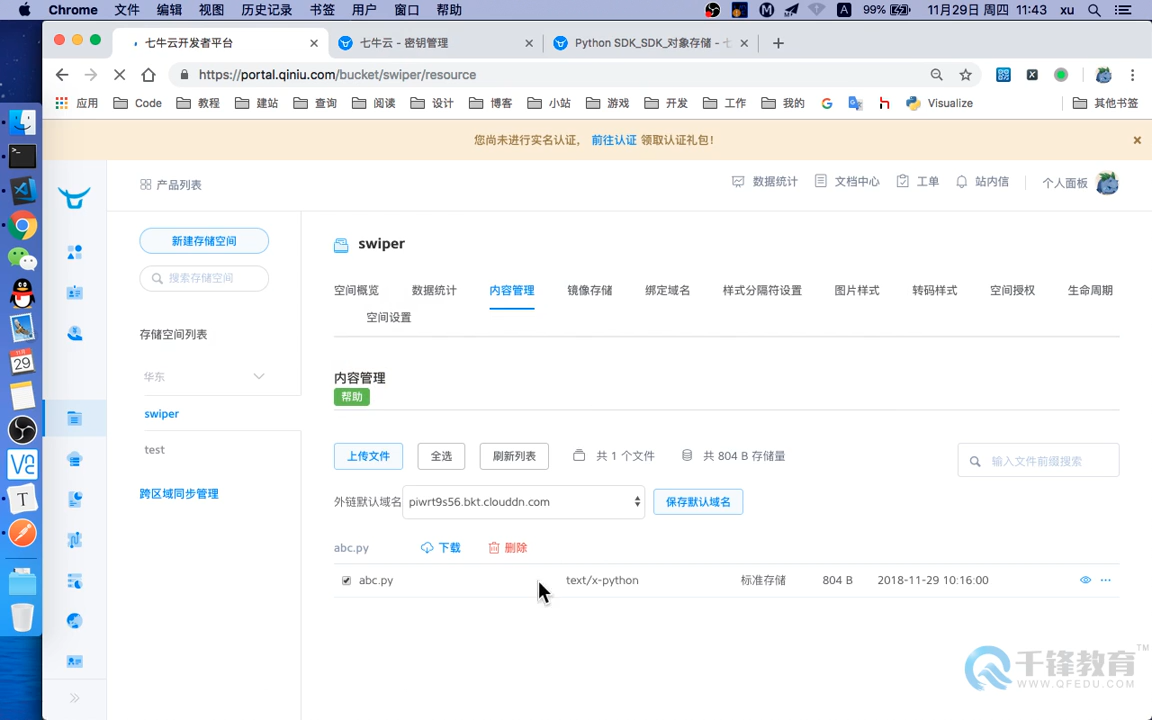 Chrome 文件 编辑 视图 历史记录 书签 用户 窗口 帮助 A 99% 11月29日 周四 11:43 xu
七牛云开发者平台 七牛云 - 密钥管理 Python SDK_SDK_对象存储 - 七
https://portal.qiniu.com/bucket/swiper/resource
应用 Code 教程 建站 查询 阅读 设计 博客 小站 游戏 开发 工作 我的 Visualize 其他书签
您尚未进行实名认证， 前往认证 领取认证礼包！
产品列表 数据统计 文档中心 工单 站内信 个人面板
新建存储空间
搜索存储空间
存储空间列表
华东
swiper
test
跨区域同步管理
swiper
空间概览 数据统计 内容管理 镜像存储 绑定域名 样式分隔符设置 图片样式 转码样式 空间授权 生命周期
空间设置
内容管理
帮助
上传文件 全选 刷新列表 共 1 个文件 共 804 B 存储量 输入文件前缀搜索
外链默认域名 piwrt9s56.bkt.clouddn.com 保存默认域名
abc.py 下载 删除
abc.py text/x-python 标准存储 804 B 2018-11-29 10:16:00
千锋教育 TM
WWW.QFEDU.COM